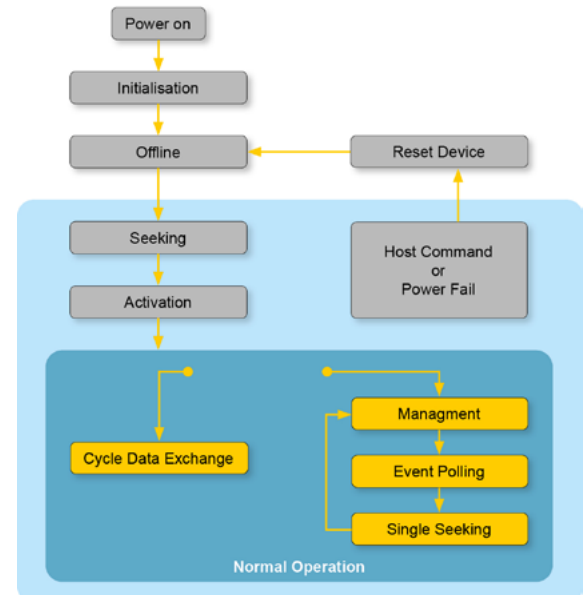 Power on
Initialisation
Offline
Reset Device
Seeking
Host Command
or
Power Fail
Activation
Managment
Cycle Data Exchange
Event Polling
Single Seeking
Normal Operation